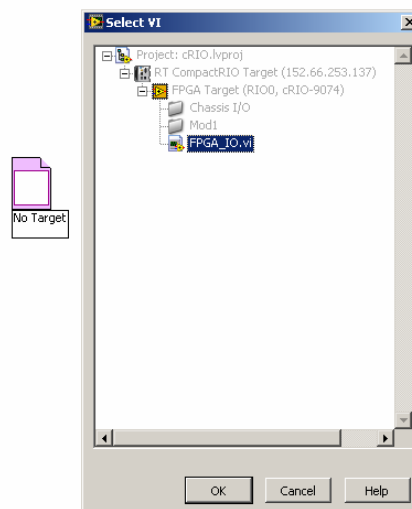 Select VI
Project: cRIO.lvproj
RT CompactRIO Target (152.66.253.137)
FPGA Target (RIO0, cRIO-9074)
Chassis I/O
Mod1
FPGA_IO.vi
No Target
OK Cancel Help